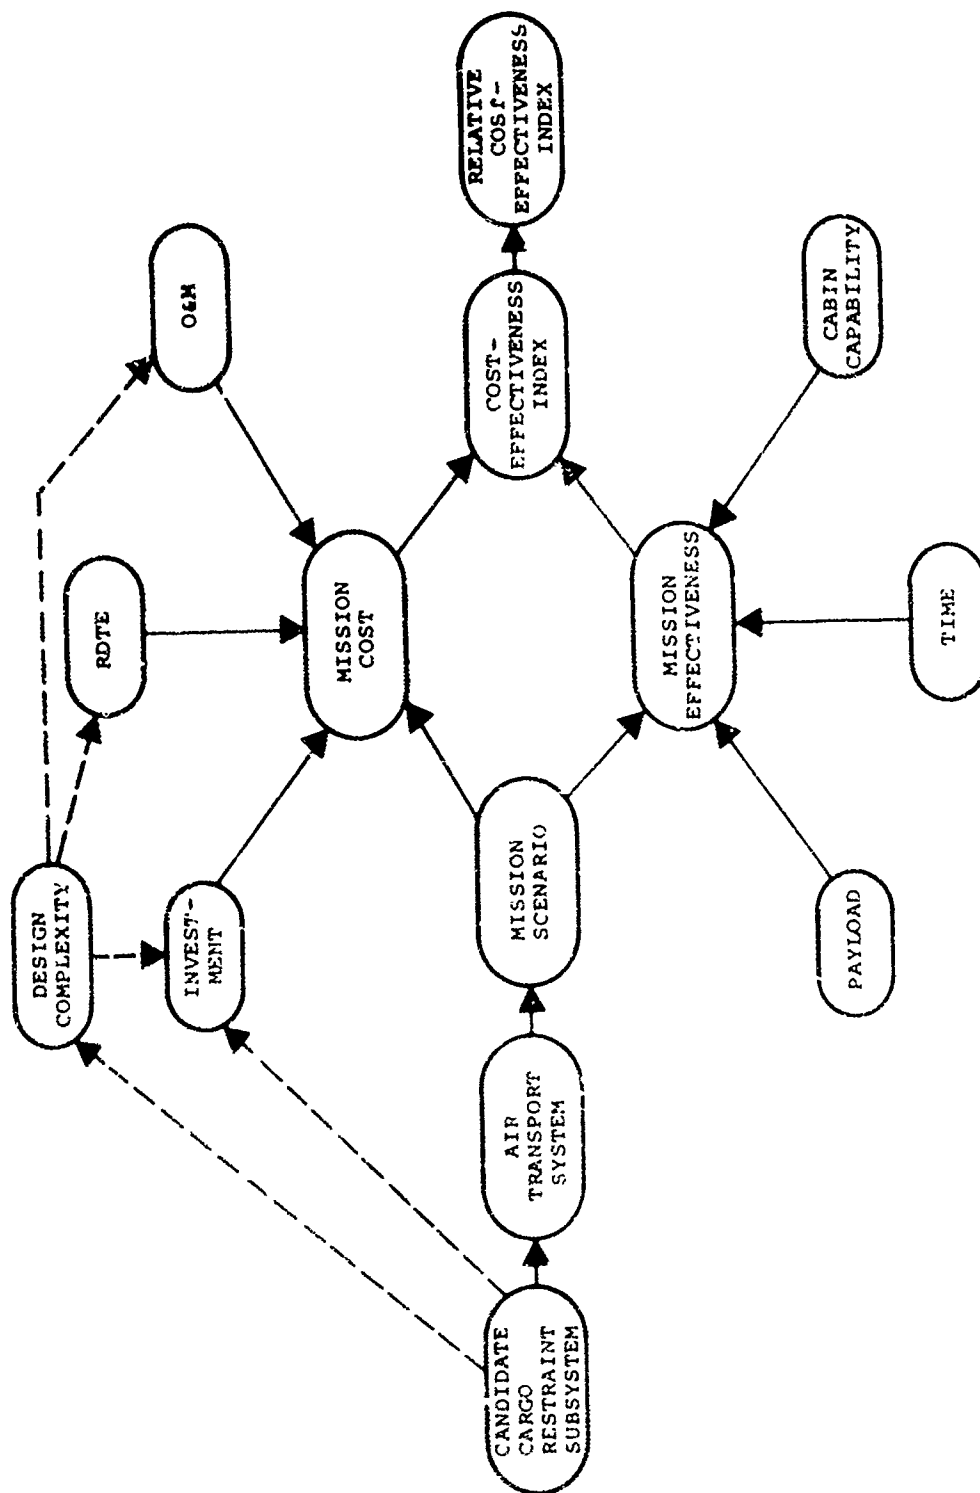 DESIGN
COMPLEXITY
RDTE
O&M
INVEST-
MENT
MISSION
COST
CANDIDATE
CARGO
RESTRAINT
SUBSYSTEM
AIR
TRANSPORT
SYSTEM
MISSION
SCENARIO
COST-
EFFECTIVENESS
INDEX
RELATIVE
COST-
EFFECTIVENESS
INDEX
MISSION
EFFECTIVENESS
PAYLOAD
TIME
CABIN
CAPABILITY